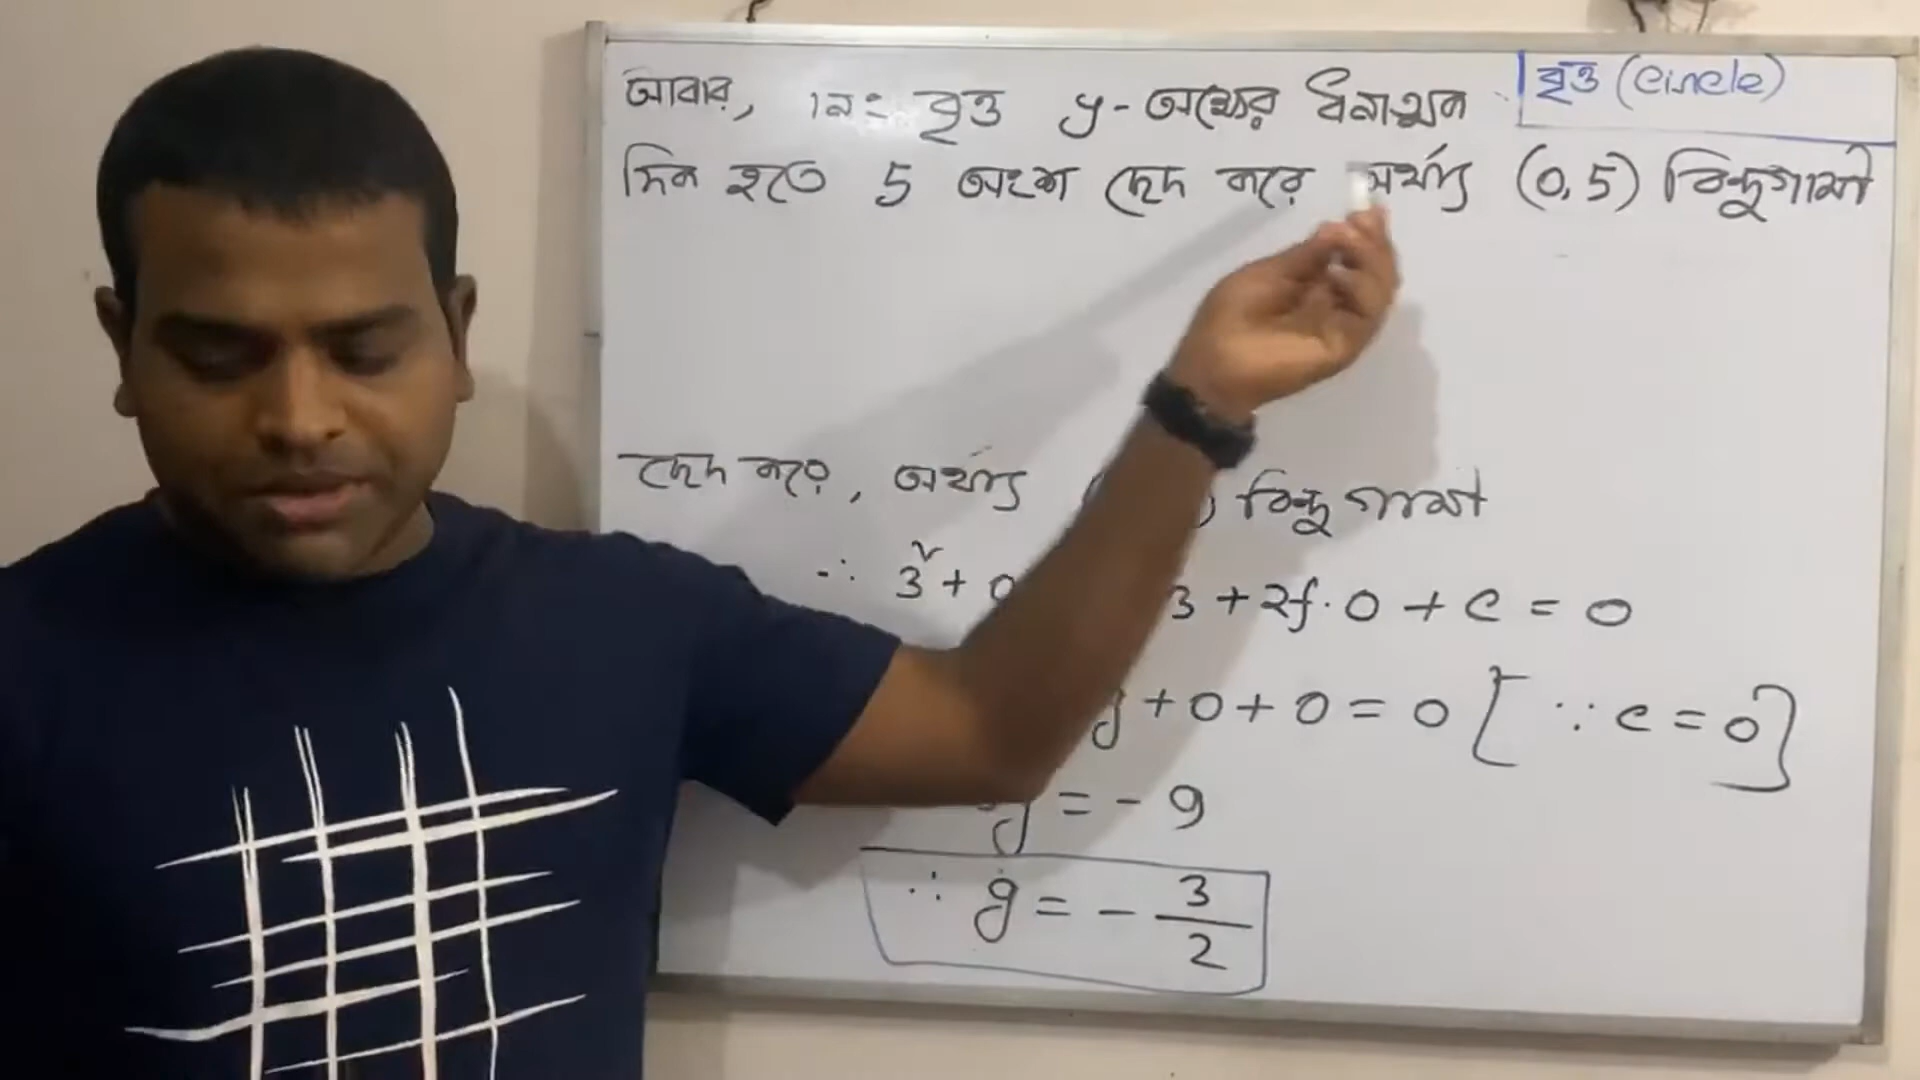 আবার, ১নং বৃত্ত y-অক্ষের ধনাত্মক
বৃত্ত (Circle)
দিক হতে 5 অংশ ছেদ করে অর্থাৎ (0,5) বিন্দুগামী
ছেদ করে, অর্থাৎ ( ) বিন্দুগামী
∴ 3² + 0 3 + 2f·0 + c = 0
g + 0 + 0 = 0 [∵ c = 0]
g = - 9
∴ g = - 3/2